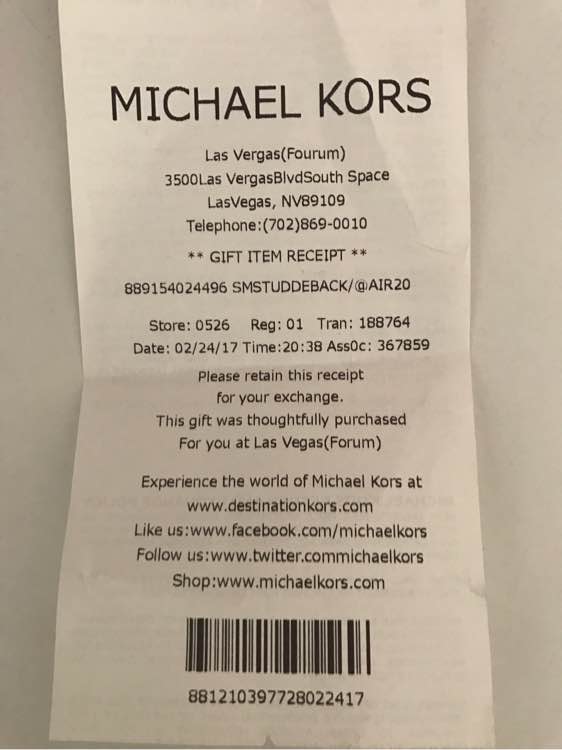 MICHAEL KORS
Las Vergas(Fourum)
3500Las VergasBlvdSouth Space
LasVegas, NV89109
Telephone:(702)869-0010
** GIFT ITEM RECEIPT **
889154024496 SMSTUDDEBACK/@AIR20
Store: 0526 Reg: 01 Tran: 188764
Date: 02/24/17 Time:20:38 Ass0c: 367859
Please retain this receipt
for your exchange.
This gift was thoughtfully purchased
For you at Las Vegas(Forum)
Experience the world of Michael Kors at
www.destinationkors.com
Like us:www.facebook.com/michaelkors
Follow us:www.twitter.commichaelkors
Shop:www.michaelkors.com
881210397728022417